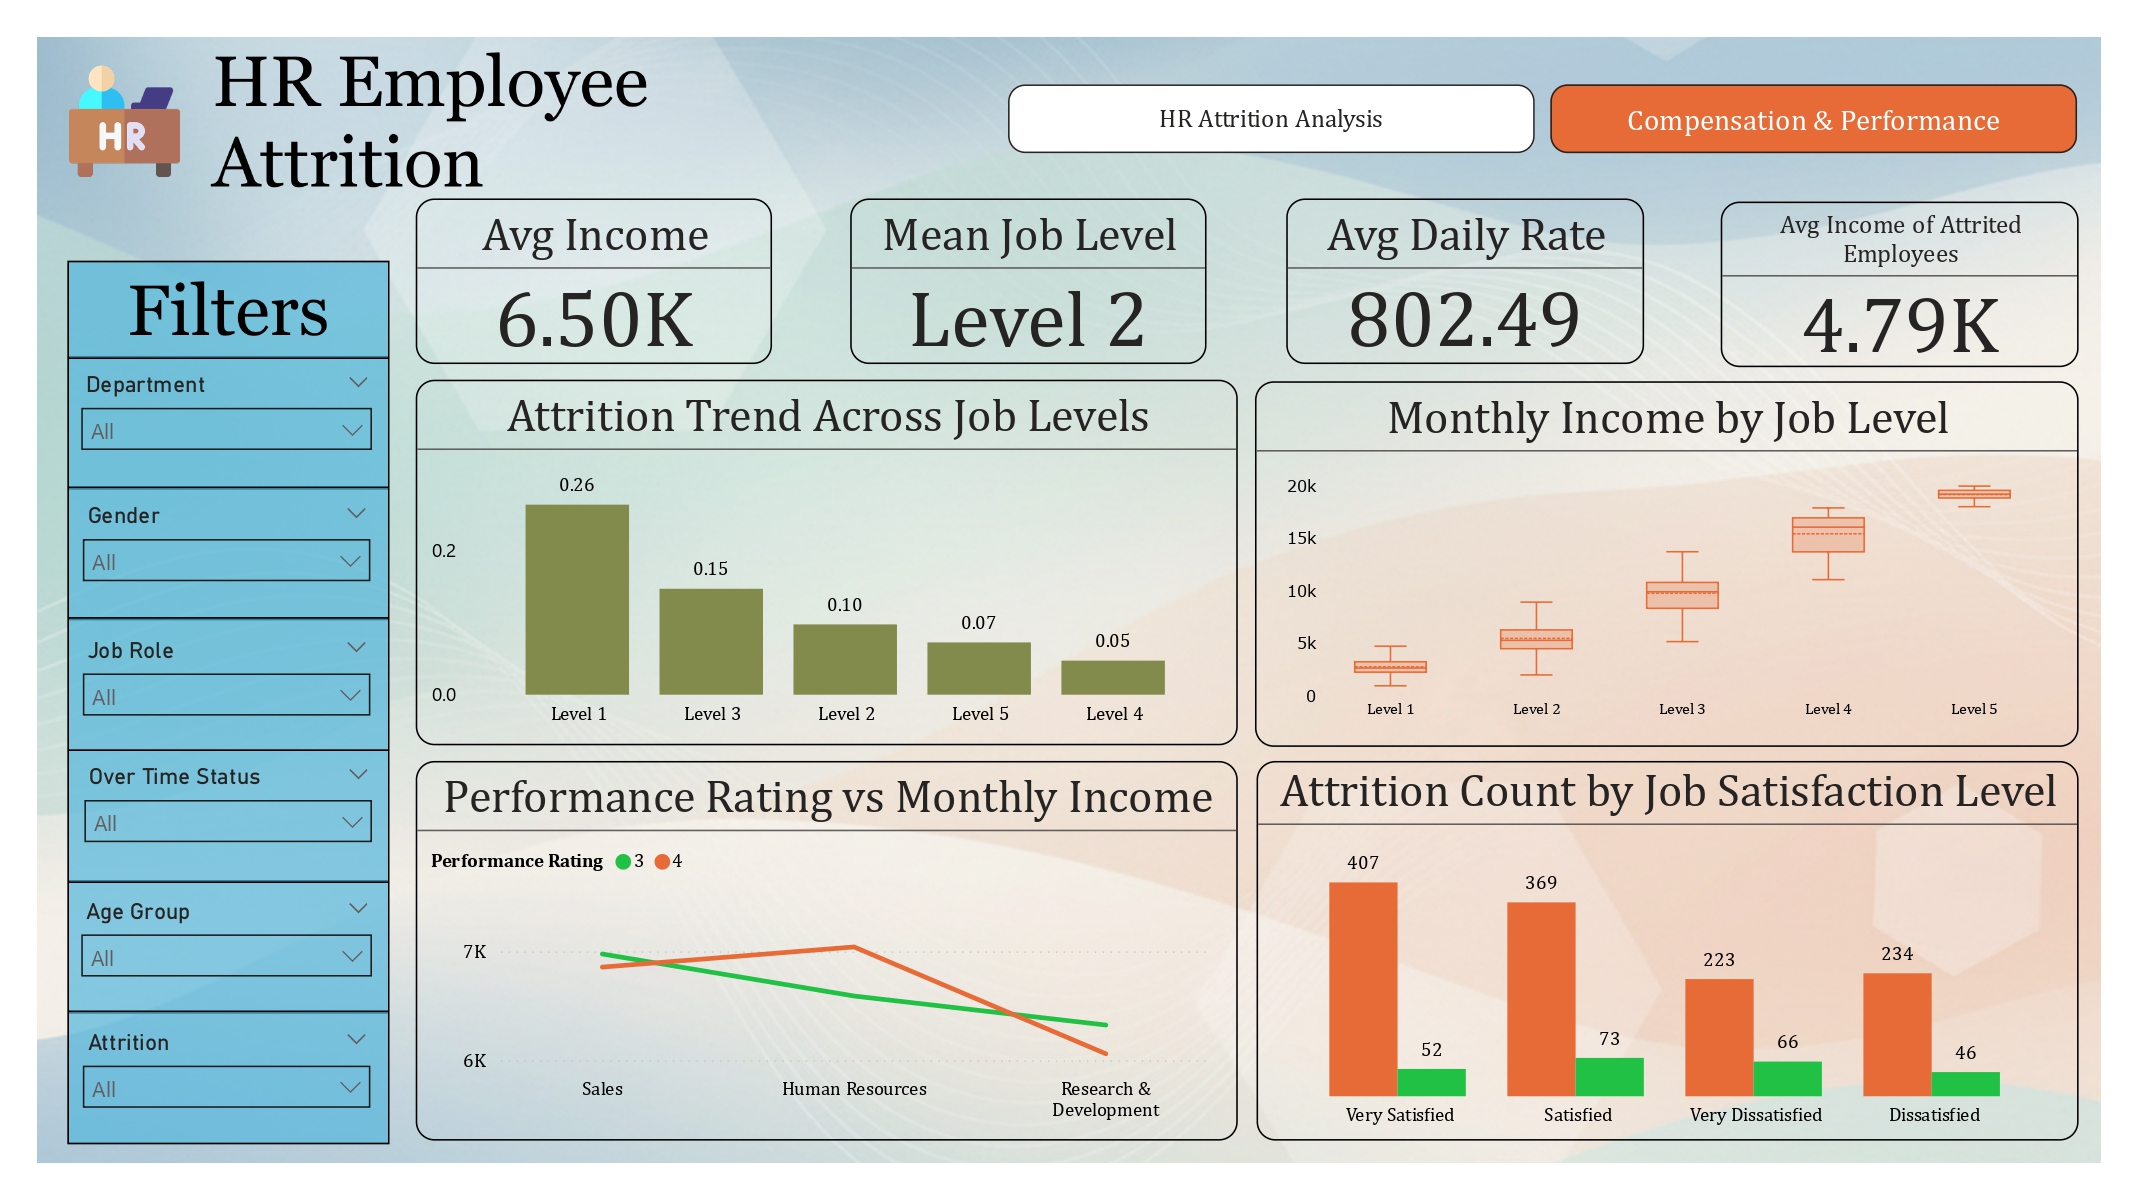 HR Employee
Attrition
HR
HR Attrition Analysis
Compensation & Performance
Avg Income
6.50K
Mean Job Level
Level 2
Avg Daily Rate
802.49
Avg Income of Attrited
Employees
4.79K
Filters
Department
All
Gender
All
Job Role
All
Over Time Status
All
Age Group
All
Attrition
All
Attrition Trend Across Job Levels
0.2
0.0
0.26
0.15
0.10
0.07
0.05
Level 1
Level 3
Level 2
Level 5
Level 4
Monthly Income by Job Level
20k
15k
10k
5k
0
Level 1
Level 2
Level 3
Level 4
Level 5
Performance Rating vs Monthly Income
Performance Rating 3 4
7K
6K
Sales
Human Resources
Research &
Development
Attrition Count by Job Satisfaction Level
407
52
369
73
223
66
234
46
Very Satisfied
Satisfied
Very Dissatisfied
Dissatisfied